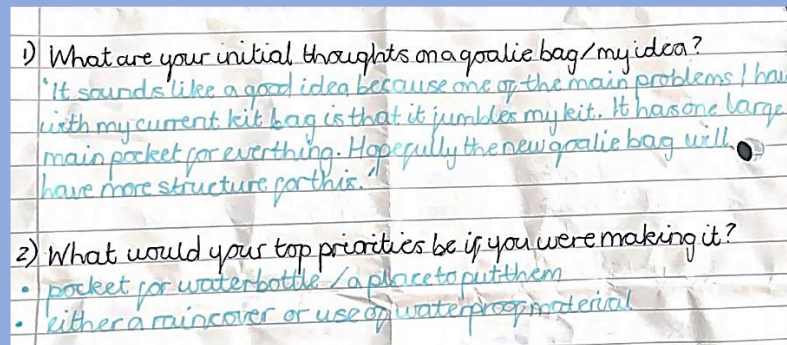 1) What are your initial thoughts on a goalie bag/my idea?
"It sounds like a good idea because one of the main problems I hav
with my current kit bag is that it jumbles my kit. It has one large
main pocket for everthing. Hopefully the new goalie bag will
have more structure for this."
2) What would your top priorities be if you were making it?
• pocket for waterbottle /a place to put them
• either a raincover or use of waterproof material